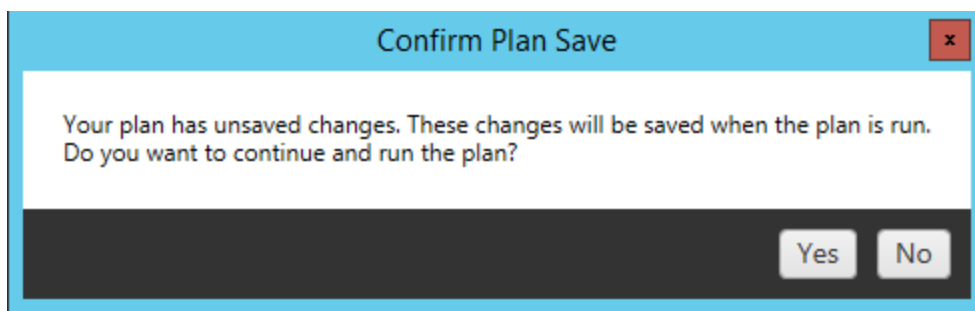 Confirm Plan Save
x
Your plan has unsaved changes. These changes will be saved when the plan is run.
Do you want to continue and run the plan?
Yes No